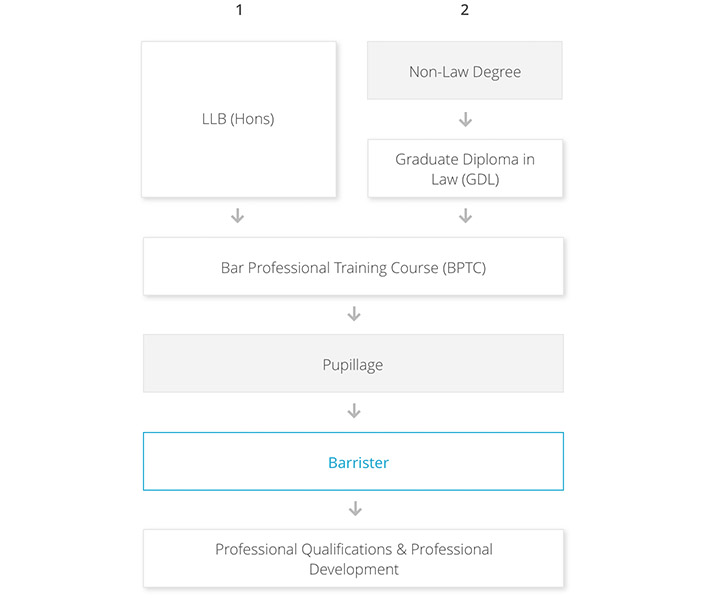 1
2
LLB (Hons)
Non-Law Degree
Graduate Diploma in
Law (GDL)
Bar Professional Training Course (BPTC)
Pupillage
Barrister
Professional Qualifications & Professional
Development